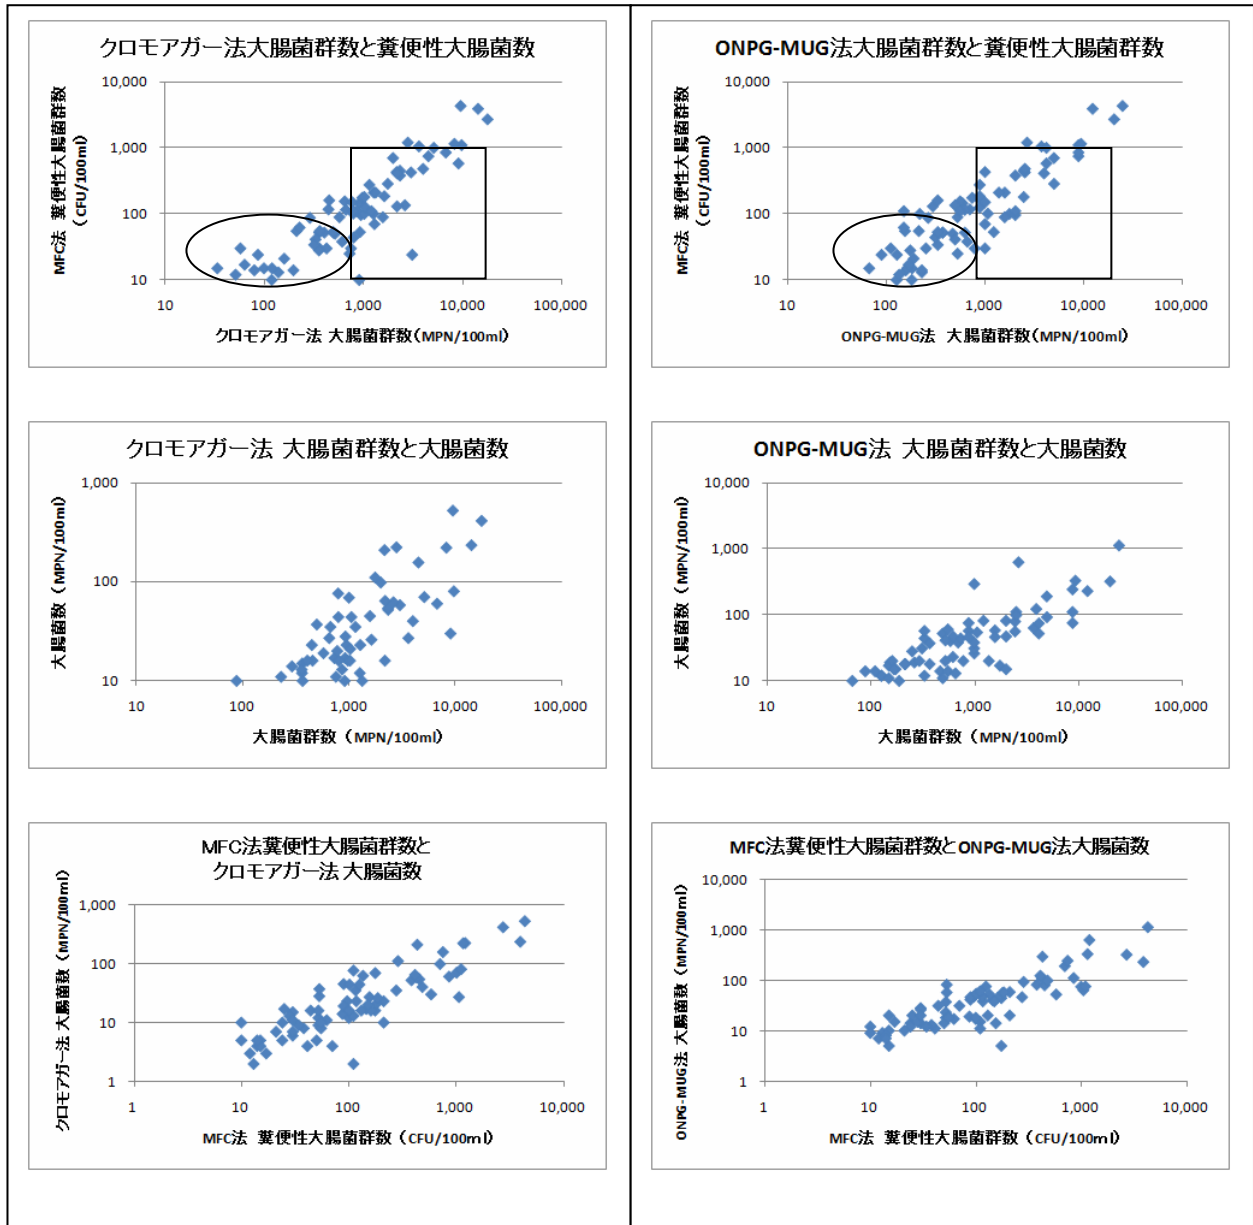 クロモアガー法大腸菌群数と糞便性大腸菌数
MFC法 糞便性大腸菌群数
（CFU/100ml）
10,000
1,000
100
10
10
100
1,000
10,000
100,000
クロモアガー法 大腸菌群数（MPN/100ml）
ONPG-MUG法大腸菌群数と糞便性大腸菌群数
MFC法 糞便性大腸菌群数
（CFU/100ml）
10,000
1,000
100
10
10
100
1,000
10,000
100,000
ONPG-MUG法 大腸菌群数（MPN/100ml）
クロモアガー法 大腸菌群数と大腸菌数
大腸菌数（MPN/100ml）
1,000
100
10
10
100
1,000
10,000
100,000
大腸菌群数（MPN/100ml）
ONPG-MUG法 大腸菌群数と大腸菌数
大腸菌数（MPN/100ml）
10,000
1,000
100
10
10
100
1,000
10,000
100,000
大腸菌群数（MPN/100ml）
MFC法糞便性大腸菌群数と
クロモアガー法 大腸菌数
クロモアガー法 大腸菌数（MPN/100ml）
1,000
100
10
1
1
10
100
1,000
10,000
MFC法 糞便性大腸菌群数（CFU/100ml）
MFC法糞便性大腸菌群数とONPG-MUG法大腸菌数
ONPG-MUG法 大腸菌数（MPN/100ml）
10,000
1,000
100
10
1
1
10
100
1,000
10,000
MFC法 糞便性大腸菌群数（CFU/100ml）